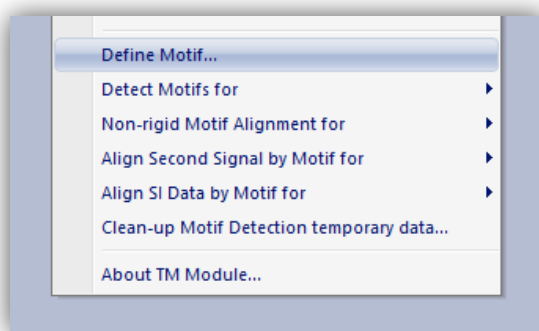 Define Motif...
Detect Motifs for
Non-rigid Motif Alignment for
Align Second Signal by Motif for
Align SI Data by Motif for
Clean-up Motif Detection temporary data...
About TM Module...